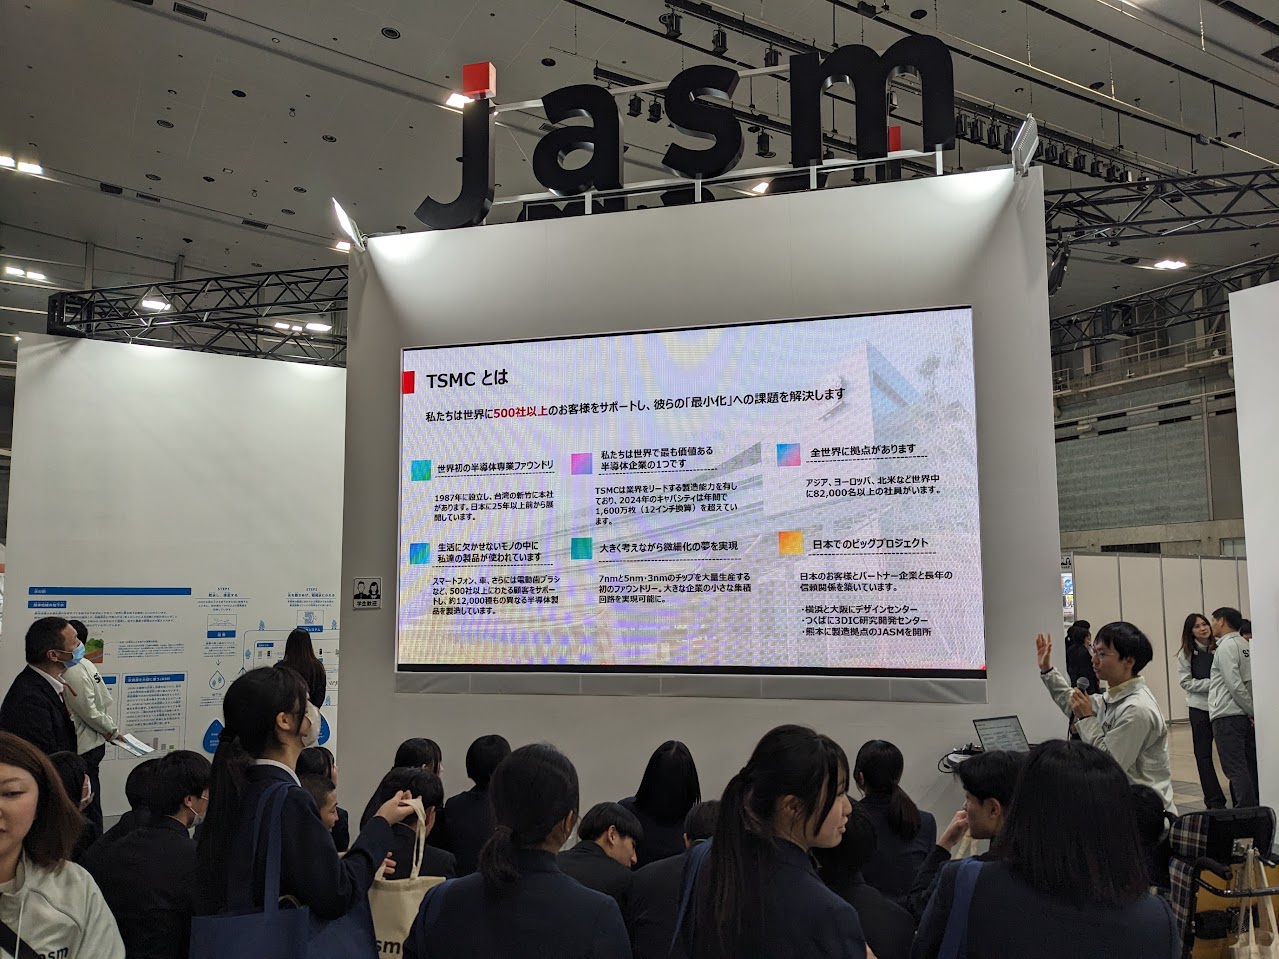 jasm
TSMC とは
私たちは世界に500社以上のお客様をサポートし、彼らの「最小化」への課題を解決します
世界初の半導体専業ファウンドリ
1987年に設立し、台湾の新竹に本社
があります。日本に25年以上前から展
開しています。
私たちは世界で最も価値ある
半導体企業の1つです
TSMCは業界をリードする製造能力を有し
ており、2024年のキャパシティは年間で
1,600万枚（12インチ換算）を超えてい
ます。
全世界に拠点があります
アジア、ヨーロッパ、北米など世界中
に82,000名以上の社員がいます。
生活に欠かせないモノの中に
私達の製品が使われています
スマートフォン、車、さらには電動歯ブラシ
など、500社以上にわたる顧客をサポー
トし、約12,000種もの異なる半導体製
品を製造しています。
大きく考えながら微細化の夢を実現
7nmと5nm・3nmのチップを大量生産する
初のファウンドリー。大きな企業の小さな集積
回路を実現可能に。
日本でのビッグプロジェクト
日本のお客様とパートナー企業と長年の
信頼関係を築いています。
・横浜と大阪にデザインセンター
・つくばに3DIC研究開発センター
・熊本に製造拠点のJASMを開所
学生歓迎
STEP1